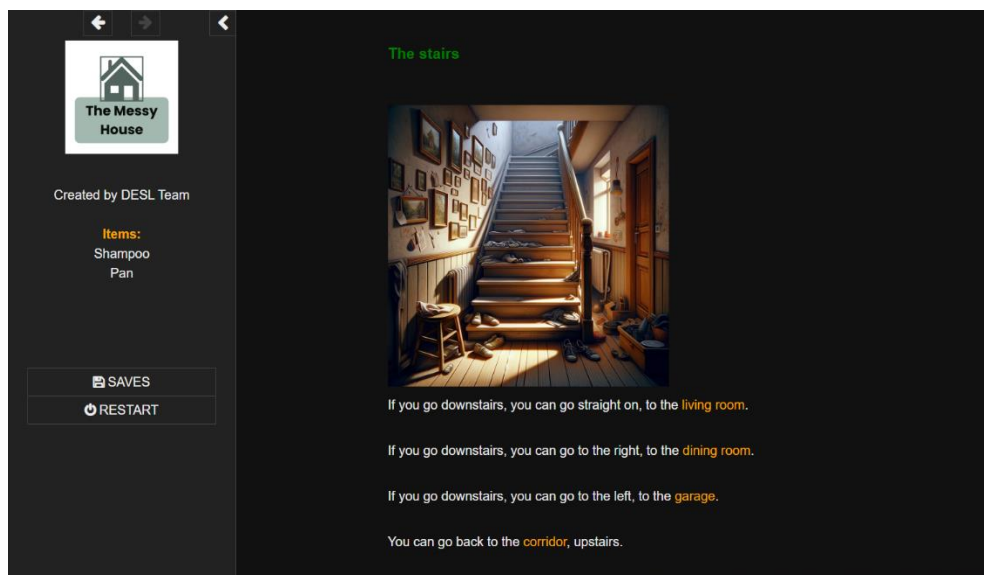 The Messy
House
Created by DESL Team
Items:
Shampoo
Pan
SAVES
RESTART
The stairs
If you go downstairs, you can go straight on, to the living room.
If you go downstairs, you can go to the right, to the dining room.
If you go downstairs, you can go to the left, to the garage.
You can go back to the corridor, upstairs.